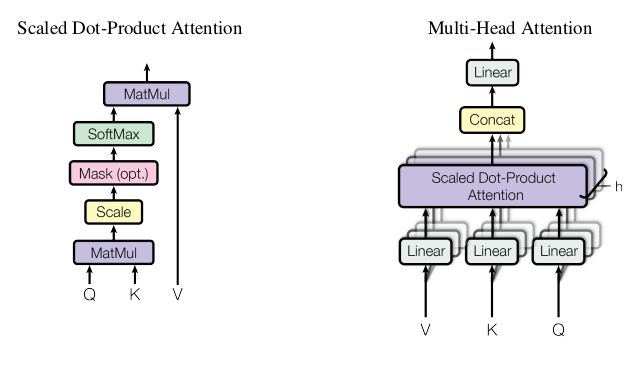 Scaled Dot-Product Attention
MatMul
SoftMax
Mask (opt.)
Scale
MatMul
Q K V
Multi-Head Attention
Linear
Concat
Scaled Dot-Product
Attention
h
Linear Linear Linear
V K Q